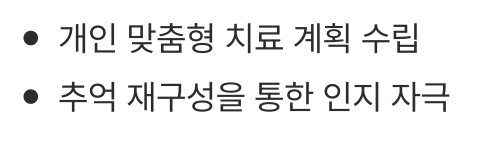 • 개인 맞춤형 치료 계획 수립
• 추억 재구성을 통한 인지 자극